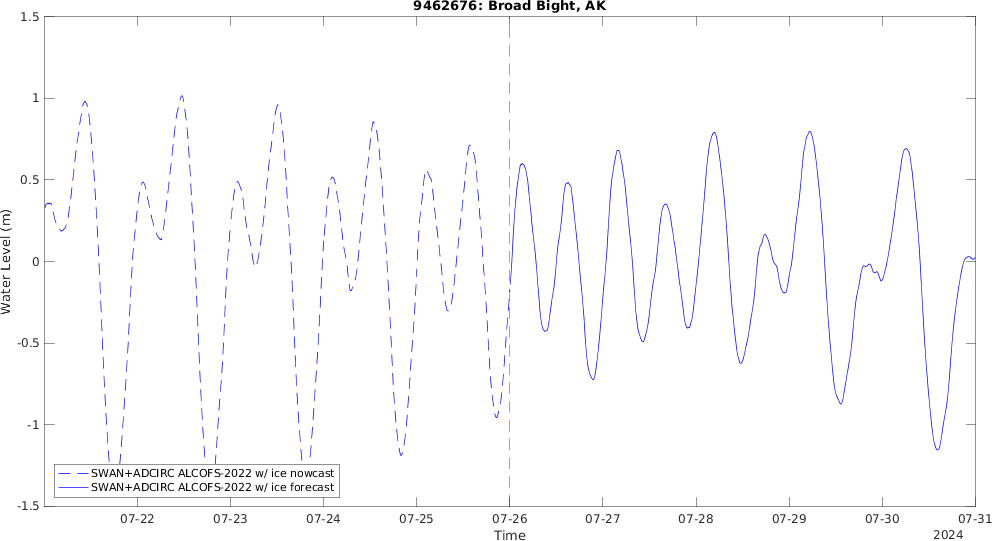 9462676: Broad Bight, AK
1.5
1
0.5
0
-0.5
-1
-1.5
Water Level (m)
SWAN+ADCIRC ALCOFS-2022 w/ ice nowcast
SWAN+ADCIRC ALCOFS-2022 w/ ice forecast
07-22 07-23 07-24 07-25 07-26 07-27 07-28 07-29 07-30 07-31
Time
2024